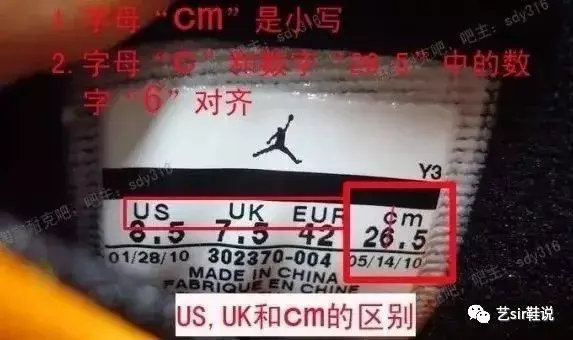 1. 字母“cm”是小写
2. 字母“G”和数字“26.5”中的数
字“6”对齐
Y3
US UK EUR cm
8.5 7.5 42 26.5
01/28/10 302370-004 05/14/10
MADE IN CHINA
FABRIQUE EN CHINE
US,UK和cm的区别
艺sir鞋说